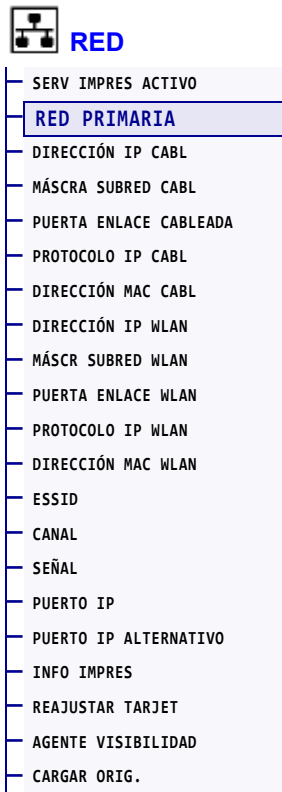 RED
SERV IMPRES ACTIVO
RED PRIMARIA
DIRECCIÓN IP CABL
MÁSCRA SUBRED CABL
PUERTA ENLACE CABLEADA
PROTOCOLO IP CABL
DIRECCIÓN MAC CABL
DIRECCIÓN IP WLAN
MÁSCR SUBRED WLAN
PUERTA ENLACE WLAN
PROTOCOLO IP WLAN
DIRECCIÓN MAC WLAN
ESSID
CANAL
SEÑAL
PUERTO IP
PUERTO IP ALTERNATIVO
INFO IMPRES
REAJUSTAR TARJET
AGENTE VISIBILIDAD
CARGAR ORIG.